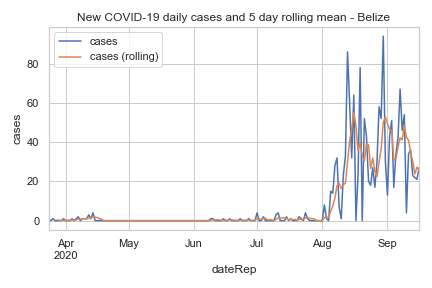 New COVID-19 daily cases and 5 day rolling mean - Belize
cases
cases (rolling)
80
60
40
20
0
cases
Apr May Jun Jul Aug Sep
2020
dateRep